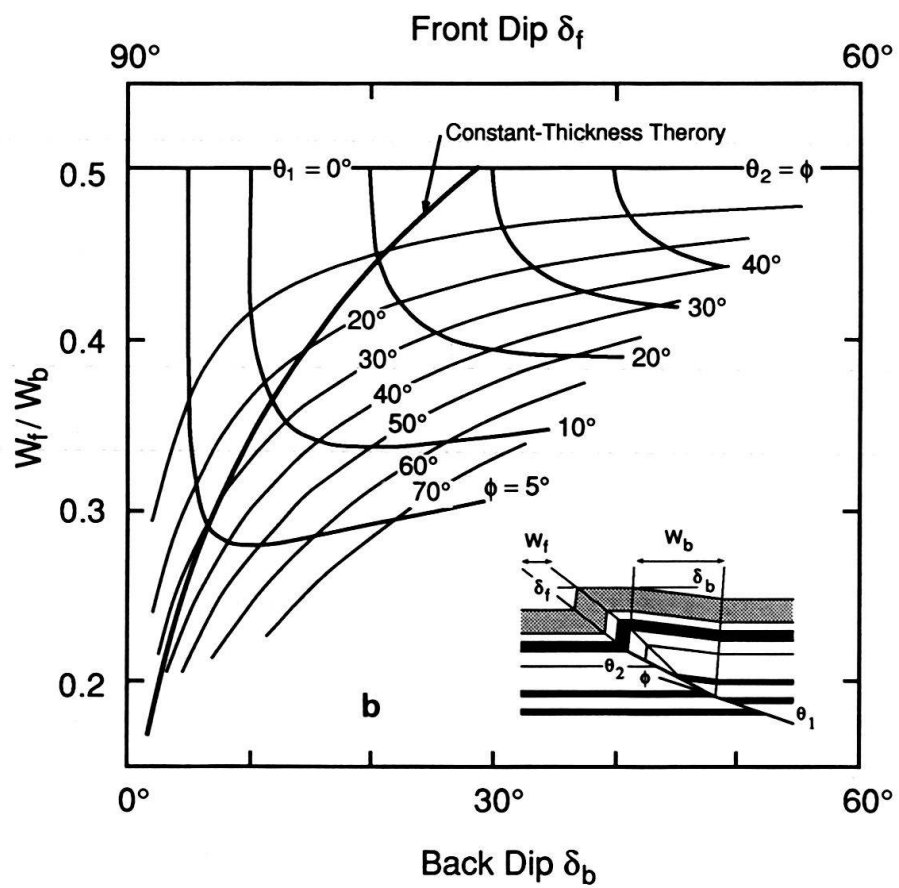 Front Dip δf
90° 60°
Constant-Thickness Therory
0.5 θ1 = 0° θ2 = ϕ
40°
20° 30°
0.4 30° 20°
40°
50° 10°
60°
70° ϕ = 5°
0.3
Wf / Wb
Wf Wb
δf δb
θ2
ϕ
0.2
b θ1
0° 30° 60°
Back Dip δb